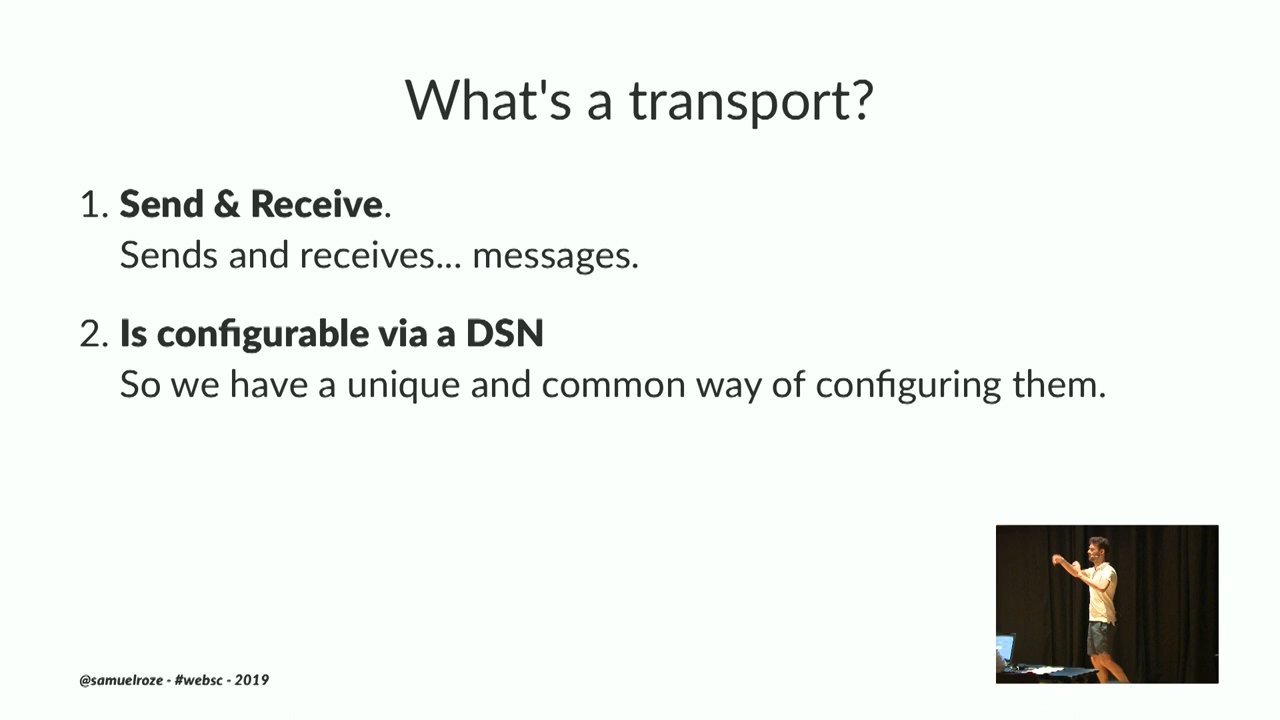 What's a transport?
1. Send & Receive.
Sends and receives... messages.
2. Is configurable via a DSN
So we have a unique and common way of configuring them.
@samuelroze - #websc - 2019